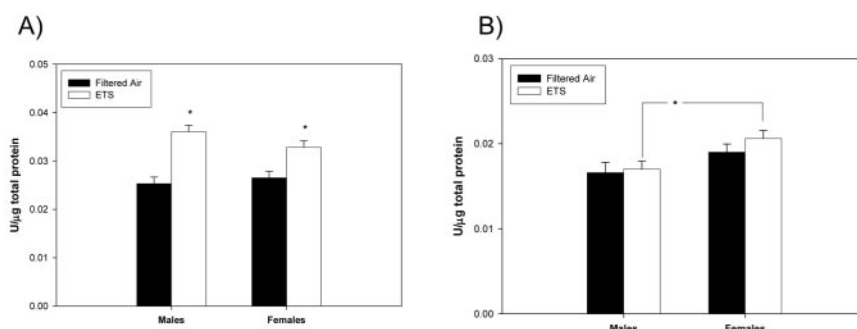 A)
0.05
0.04
0.03
0.02
0.01
0.00
U/µg total protein
Filtered Air
ETS
*
*
Males
Females
B)
0.03
0.02
0.01
0.00
U/µg total protein
Filtered Air
ETS
*
Males
Females